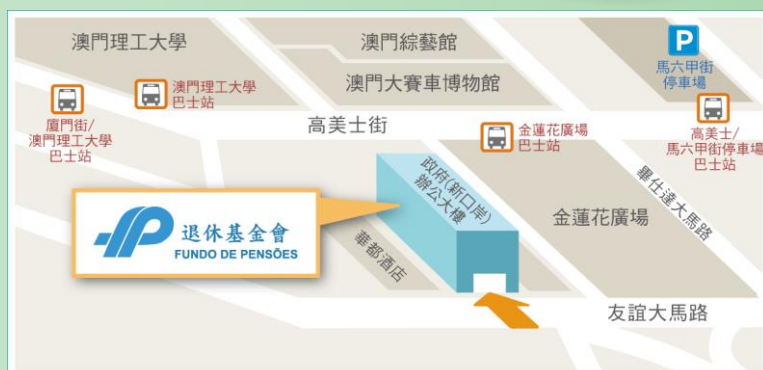 澳門理工大學
澳門綜藝館
澳門大賽車博物館
P
馬六甲街
停車場
澳門理工大學
巴士站
廈門街/
澳門理工大學
巴士站
高美士街
金蓮花廣場
巴士站
高美士/
馬六甲街停車場
巴士站
政府(新口岸)
辦公大樓
金蓮花廣場
畢仕達大馬路
退休基金會
FUNDO DE PENSÕES
華都酒店
友誼大馬路